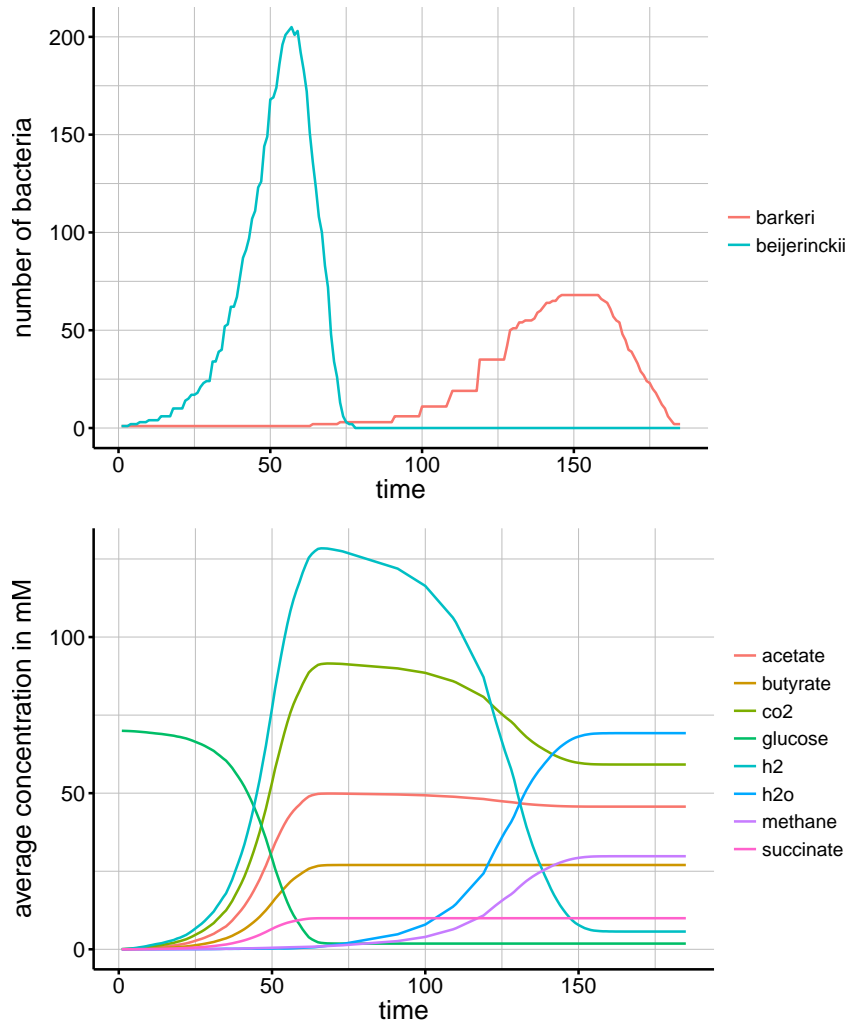 200
150
100
50
0
number of bacteria
0 50 100 150
time
barkeri
beijerinckii
100
50
0
average concentration in mM
0 50 100 150
time
acetate
butyrate
co2
glucose
h2
h2o
methane
succinate